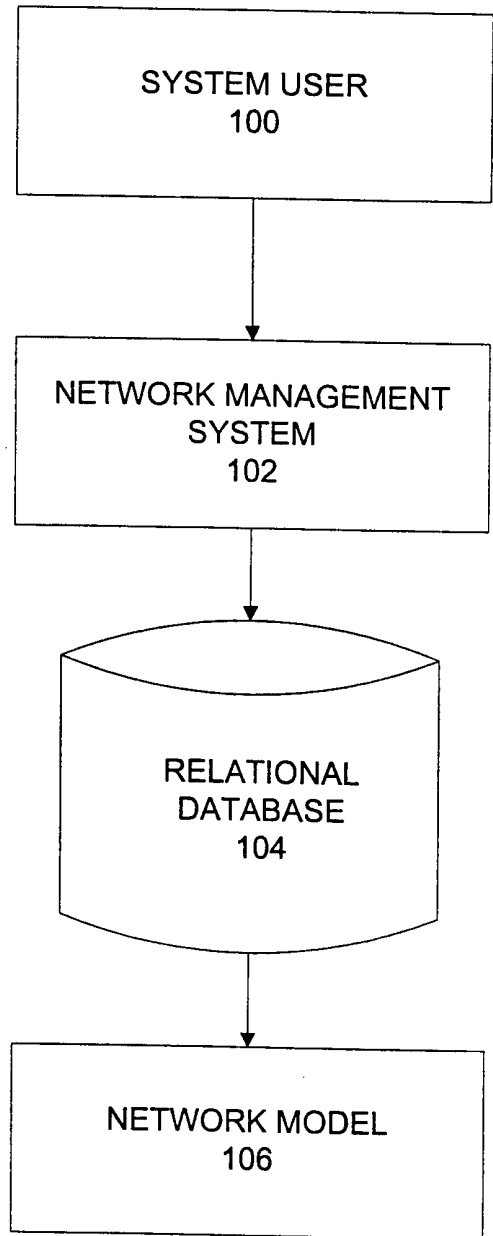 SYSTEM USER
100
NETWORK MANAGEMENT
SYSTEM
102
RELATIONAL
DATABASE
104
NETWORK MODEL
106